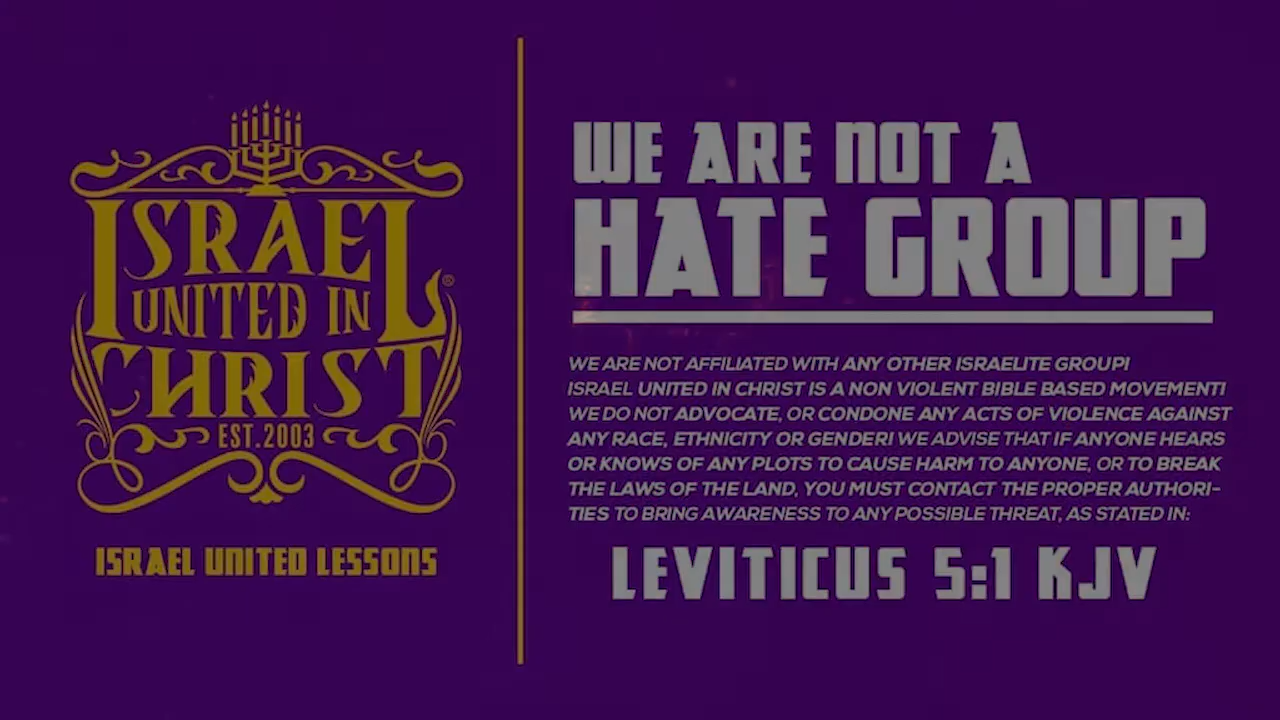 ISRAEL
UNITED IN
CHRIST
EST.2003
ISRAEL UNITED LESSONS
WE ARE NOT A
HATE GROUP
WE ARE NOT AFFILIATED WITH ANY OTHER ISRAELITE GROUP!
ISRAEL UNITED IN CHRIST IS A NON VIOLENT BIBLE BASED MOVEMENT!
WE DO NOT ADVOCATE, OR CONDONE ANY ACTS OF VIOLENCE AGAINST
ANY RACE, ETHNICITY OR GENDER! WE ADVISE THAT IF ANYONE HEARS
OR KNOWS OF ANY PLOTS TO CAUSE HARM TO ANYONE, OR TO BREAK
THE LAWS OF THE LAND, YOU MUST CONTACT THE PROPER AUTHORI-
TIES TO BRING AWARENESS TO ANY POSSIBLE THREAT, AS STATED IN:
LEVITICUS 5:1 KJV